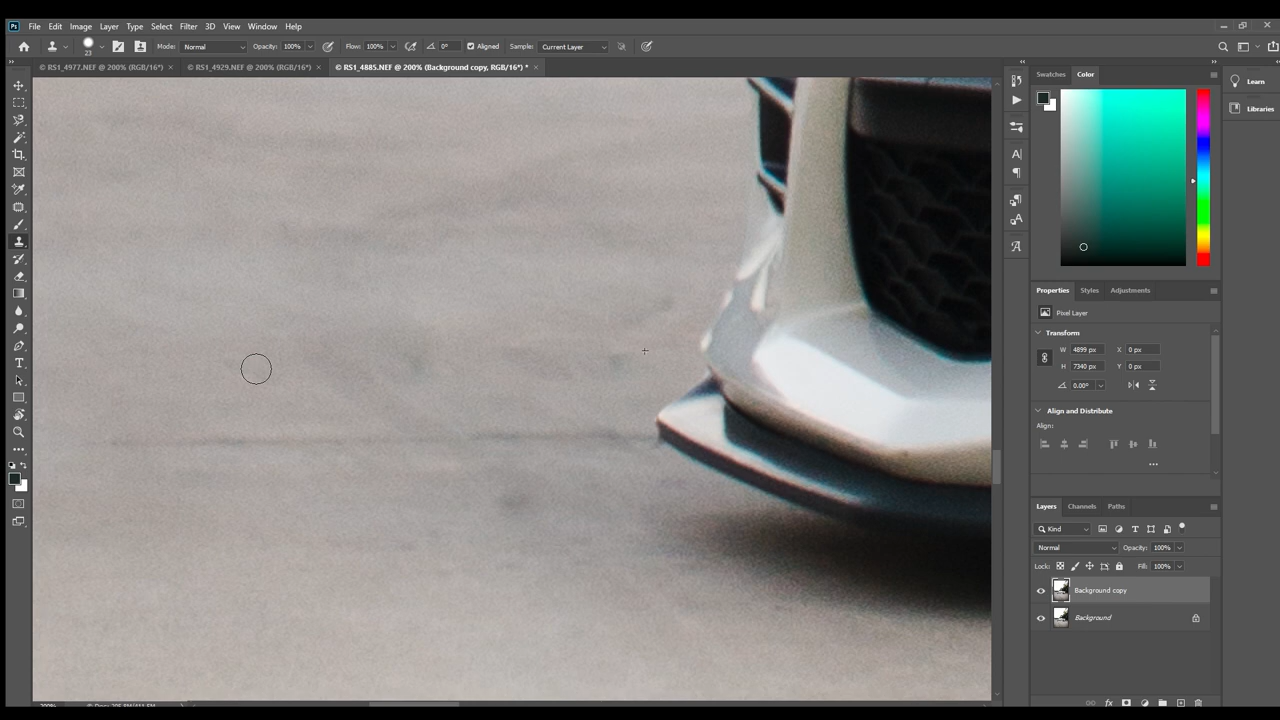 Ps File Edit Image Layer Type Select Filter 3D View Window Help
23 Mode: Normal Opacity: 100% Flow: 100% 0° Aligned Sample: Current Layer
© RS1_4977.NEF @ 200% (RGB/16*) × © RS1_4929.NEF @ 200% (RGB/16*) × © RS1_4885.NEF @ 200% (Background copy, RGB/16*) * ×
Swatches Color
Learn
Libraries
Properties Styles Adjustments
Pixel Layer
Transform
W 4899 px X 0 px
H 7340 px Y 0 px
0.00°
Align and Distribute
Align:
Layers Channels Paths
Kind
Normal Opacity: 100%
Lock: Fill: 100%
Background copy
Background